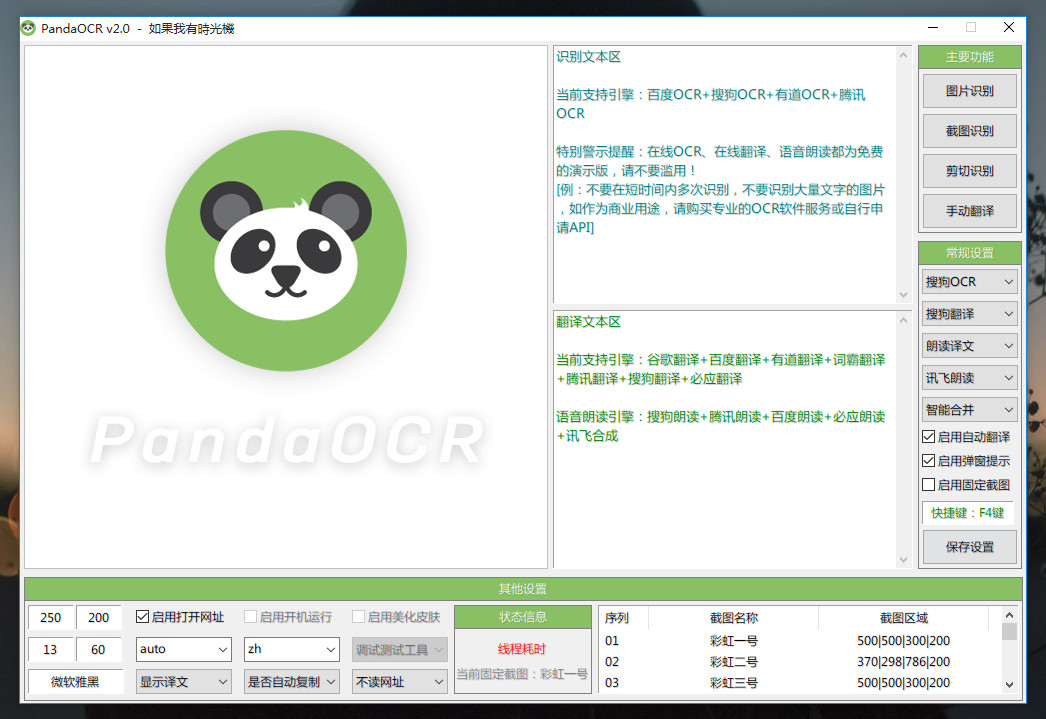 PandaOCR v2.0 - 如果我有時光機
PandaOCR
识别文本区
当前支持引擎：百度OCR+搜狗OCR+有道OCR+腾讯
OCR
特别警示提醒：在线OCR、在线翻译、语音朗读都为免费
的演示版，请不要滥用！
[例：不要在短时间内多次识别，不要识别大量文字的图片
，如作为商业用途，请购买专业的OCR软件服务或自行申
请API]
翻译文本区
当前支持引擎：谷歌翻译+百度翻译+有道翻译+词霸翻译
+腾讯翻译+搜狗翻译+必应翻译
语音朗读引擎：搜狗朗读+腾讯朗读+百度朗读+必应朗读
+讯飞合成
主要功能
图片识别
截图识别
剪切识别
手动翻译
常规设置
搜狗OCR
搜狗翻译
朗读译文
讯飞朗读
智能合并
启用自动翻译
启用弹窗提示
启用固定截图
快捷键：F4键
保存设置
其他设置
250 200 启用打开网址 启用开机运行 启用美化皮肤
13 60 auto zh 调试测试工具
微软雅黑 显示译文 是否自动复制 不读网址
状态信息
线程耗时
当前固定截图：彩虹一号
序列 截图名称 截图区域
01 彩虹一号 500|500|300|200
02 彩虹二号 370|298|786|200
03 彩虹三号 500|500|300|200